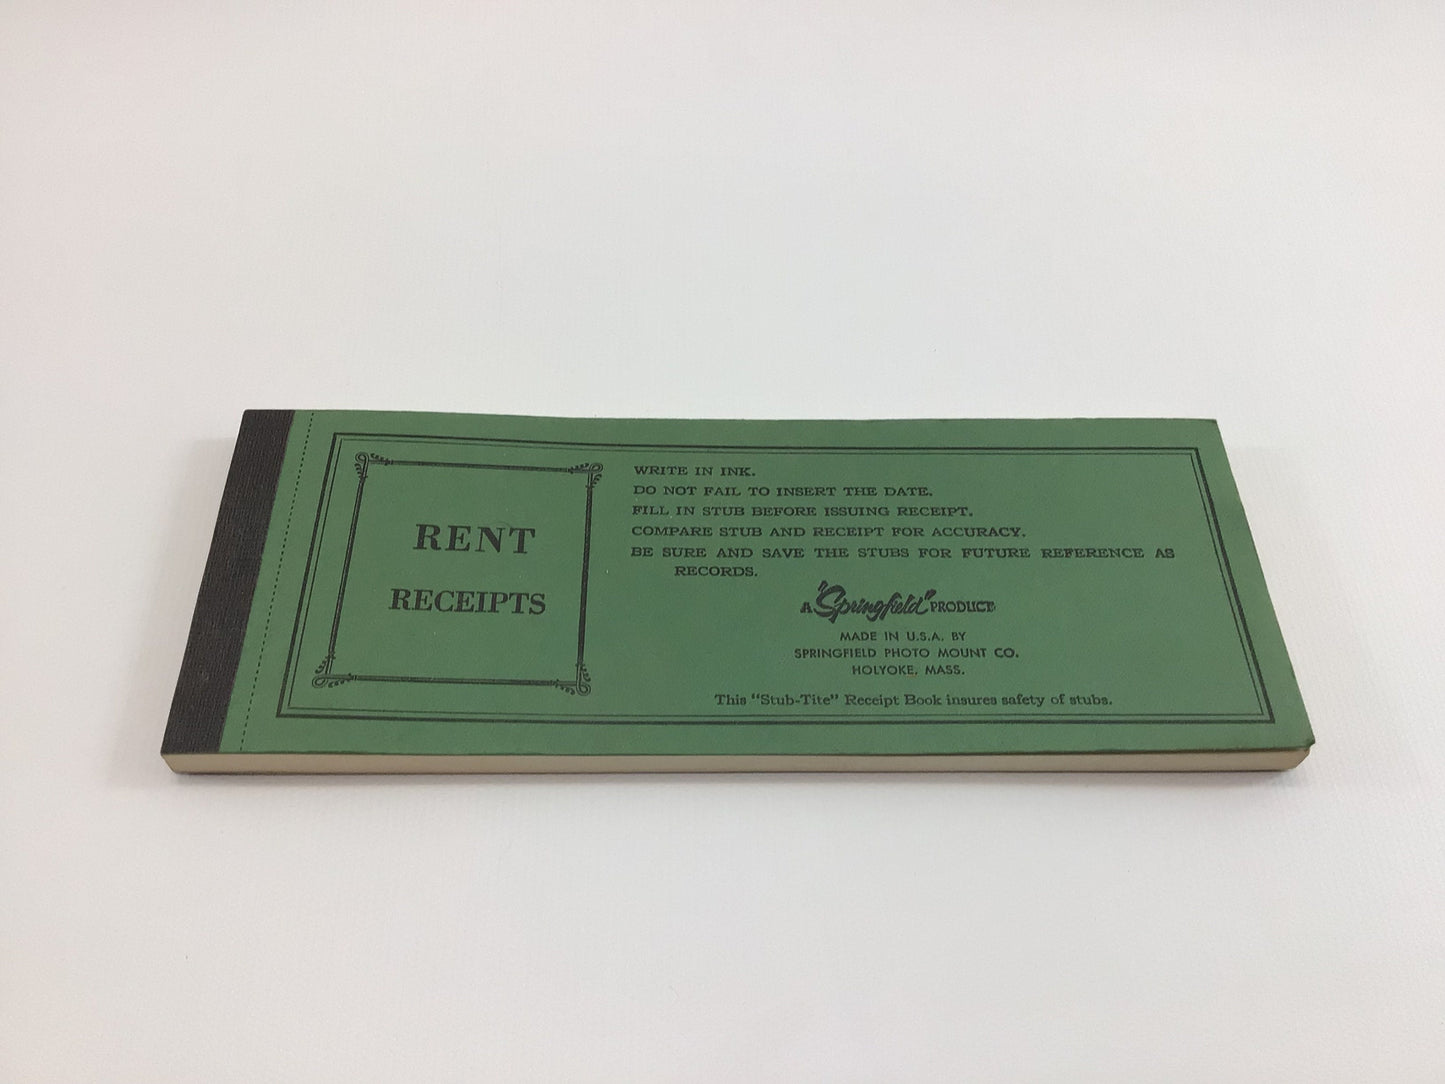 RENT
RECEIPTS
WRITE IN INK.
DO NOT FAIL TO INSERT THE DATE.
FILL IN STUB BEFORE ISSUING RECEIPT.
COMPARE STUB AND RECEIPT FOR ACCURACY.
BE SURE AND SAVE THE STUBS FOR FUTURE REFERENCE AS
RECORDS.
A "Springfield" PRODUCT
MADE IN U.S.A. BY
SPRINGFIELD PHOTO MOUNT CO.
HOLYOKE, MASS.
This "Stub-Tite" Receipt Book insures safety of stubs.